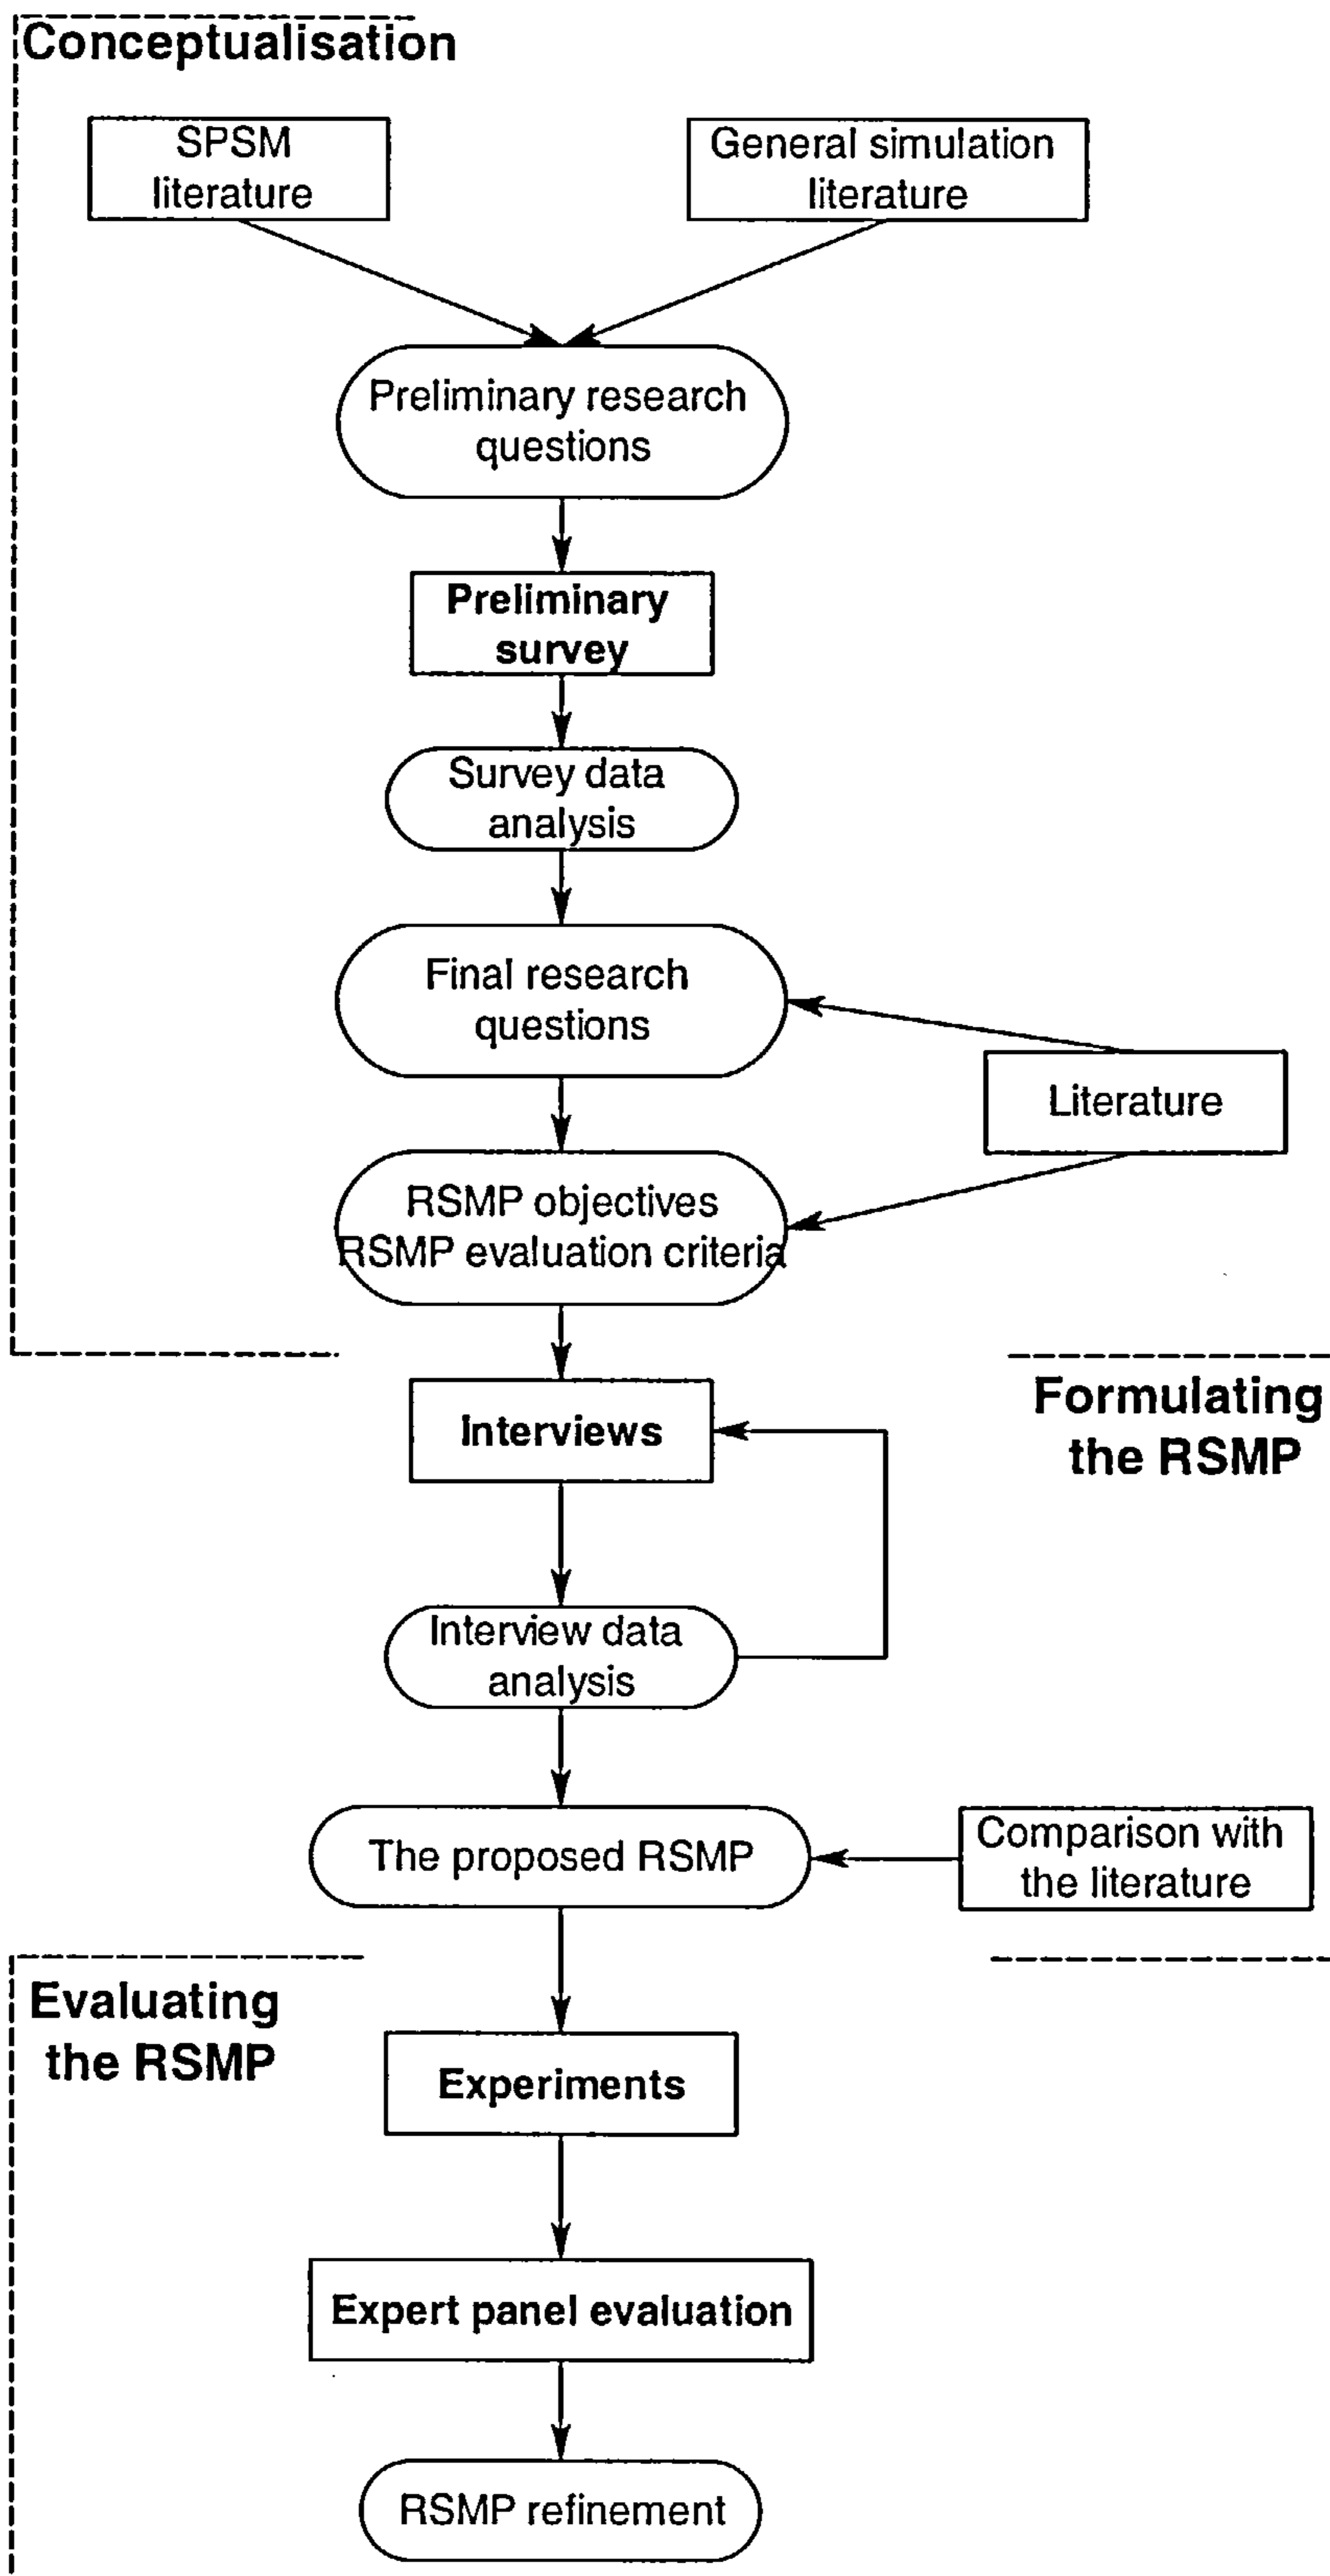 Conceptualisation
SPSM
literature
General simulation
literature
Preliminary research
questions
Preliminary
survey
Survey data
analysis
Final research
questions
Literature
RSMP objectives
RSMP evaluation criteria
Formulating
the RSMP
Interviews
Interview data
analysis
The proposed RSMP
Comparison with
the literature
Evaluating
the RSMP
Experiments
Expert panel evaluation
RSMP refinement